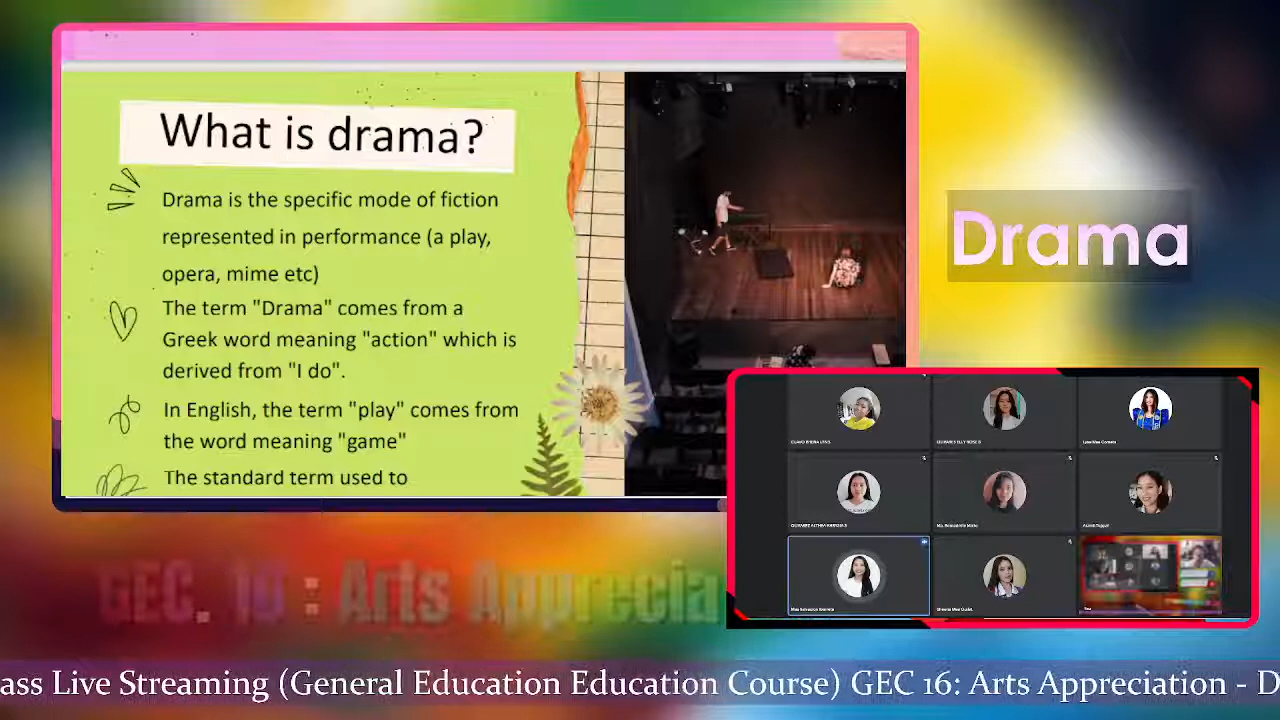 What is drama?
Drama is the specific mode of fiction
represented in performance (a play,
opera, mime etc)
The term "Drama" comes from a
Greek word meaning "action" which is
derived from "I do".
In English, the term "play" comes from
the word meaning "game"
The standard term used to
Drama
GEC. 16 : Arts Apprecia
ass Live Streaming (General Education Education Course) GEC 16: Arts Appreciation - D